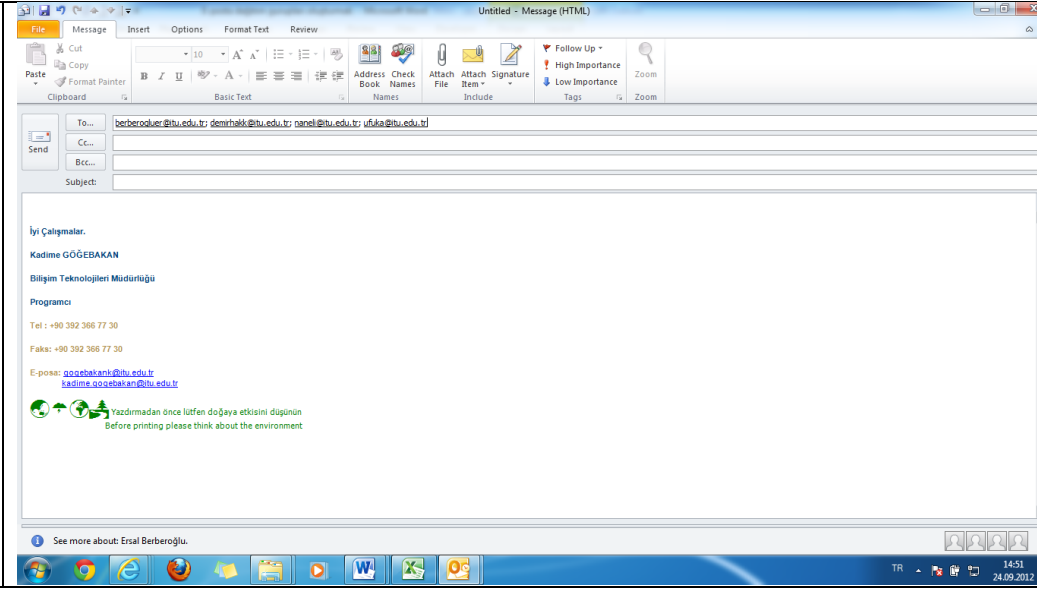 Untitled - Message (HTML)
File Message Insert Options Format Text Review
Cut
Copy
Format Painter
Paste
Clipboard
10
B I U
Basic Text
Address Book
Check Names
Names
Attach File
Attach Item
Signature
Include
Follow Up
High Importance
Low Importance
Tags
Zoom
Zoom
Send
To... berberogluer@itu.edu.tr; demirhakk@itu.edu.tr; naneli@itu.edu.tr; ufuka@itu.edu.tr
Cc...
Bcc...
Subject:
İyi Çalışmalar.
Kadime GÖĞEBAKAN
Bilişim Teknolojileri Müdürlüğü
Programcı
Tel : +90 392 366 77 30
Faks: +90 392 366 77 30
E-posa: gogebakank@itu.edu.tr
kadime.gogebakan@itu.edu.tr
Yazdırmadan önce lütfen doğaya etkisini düşünün
Before printing please think about the environment
See more about: Ersal Berberoğlu.
TR
14:51
24.09.2012